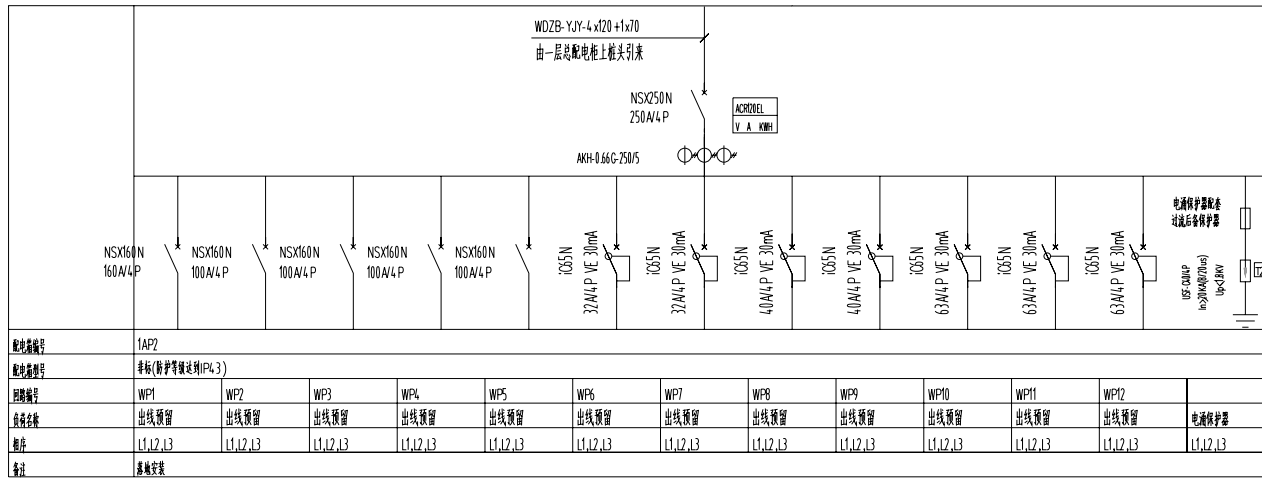 WDZB-YJY-4x120+1x70
由一层总配电柜上桩头引来
NSX250N
250A/4P
ACR120EL
V A KWH
AKH-0.66G-250/5
NSX160N
160A/4P
NSX160N
100A/4P
NSX160N
100A/4P
NSX160N
100A/4P
NSX160N
100A/4P
iC65N
32A/4P VE 30mA
iC65N
32A/4P VE 30mA
iC65N
40A/4P VE 30mA
iC65N
40A/4P VE 30mA
iC65N
63A/4P VE 30mA
iC65N
63A/4P VE 30mA
iC65N
63A/4P VE 30mA
电涌保护器配套
过流后备保护器
In≥20KA(8/20us)
配电箱编号 1AP2
配电箱型号 非标(防护等级达到IP43)
回路编号 WP1 WP2 WP3 WP4 WP5 WP6 WP7 WP8 WP9 WP10 WP11 WP12
负荷名称 出线预留 出线预留 出线预留 出线预留 出线预留 出线预留 出线预留 出线预留 出线预留 出线预留 出线预留 出线预留 电涌保护器
相序 L1,L2,L3 L1,L2,L3 L1,L2,L3 L1,L2,L3 L1,L2,L3 L1,L2,L3 L1,L2,L3 L1,L2,L3 L1,L2,L3 L1,L2,L3 L1,L2,L3 L1,L2,L3 L1,L2,L3
备注 落地安装